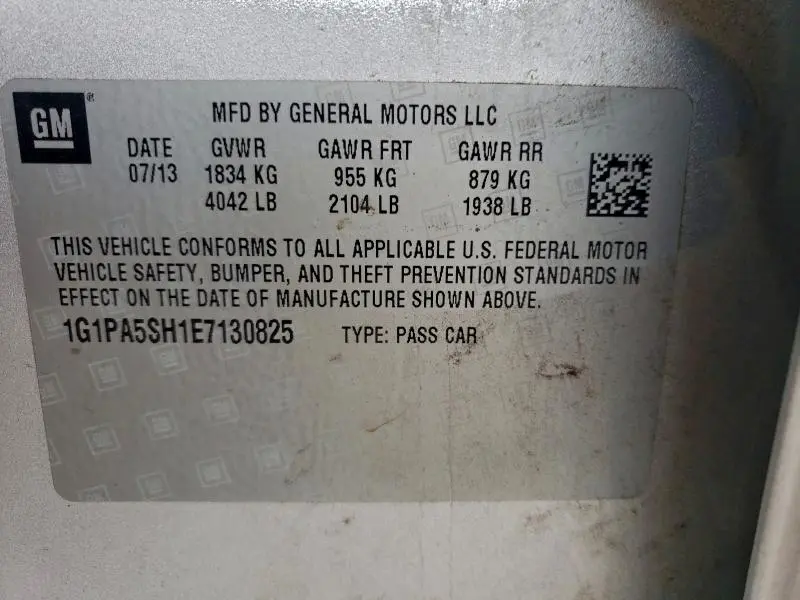 GM®
MFD BY GENERAL MOTORS LLC
DATE GVWR GAWR FRT GAWR RR
07/13 1834 KG 955 KG 879 KG
4042 LB 2104 LB 1938 LB
THIS VEHICLE CONFORMS TO ALL APPLICABLE U.S. FEDERAL MOTOR
VEHICLE SAFETY, BUMPER, AND THEFT PREVENTION STANDARDS IN
EFFECT ON THE DATE OF MANUFACTURE SHOWN ABOVE.
1G1PA5SH1E7130825 TYPE: PASS CAR